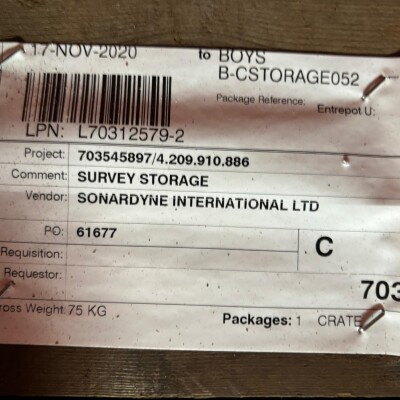 17-NOV-2020 to BOYS
B-CSTORAGE052
Package Reference: Entrepot U:
LPN: L70312579-2
Project: 703545897/4.209.910.886
Comment: SURVEY STORAGE
Vendor: SONARDYNE INTERNATIONAL LTD
PO: 61677
C
Requisition:
Requestor:
703
ross Weight: 75 KG
Packages: 1 CRATE